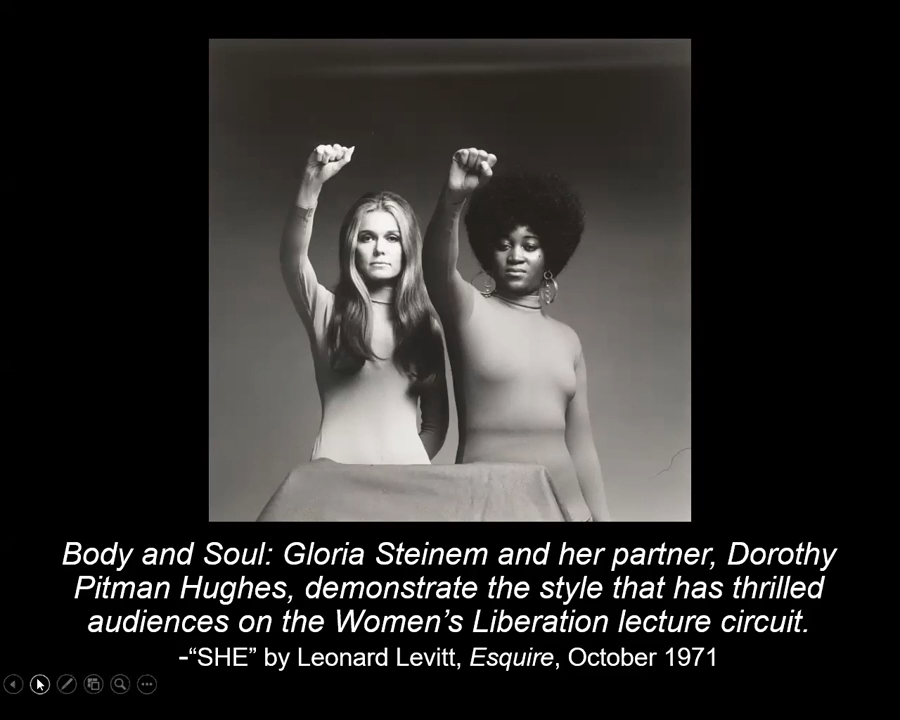 Body and Soul: Gloria Steinem and her partner, Dorothy
Pitman Hughes, demonstrate the style that has thrilled
audiences on the Women’s Liberation lecture circuit.
-“SHE” by Leonard Levitt, Esquire, October 1971